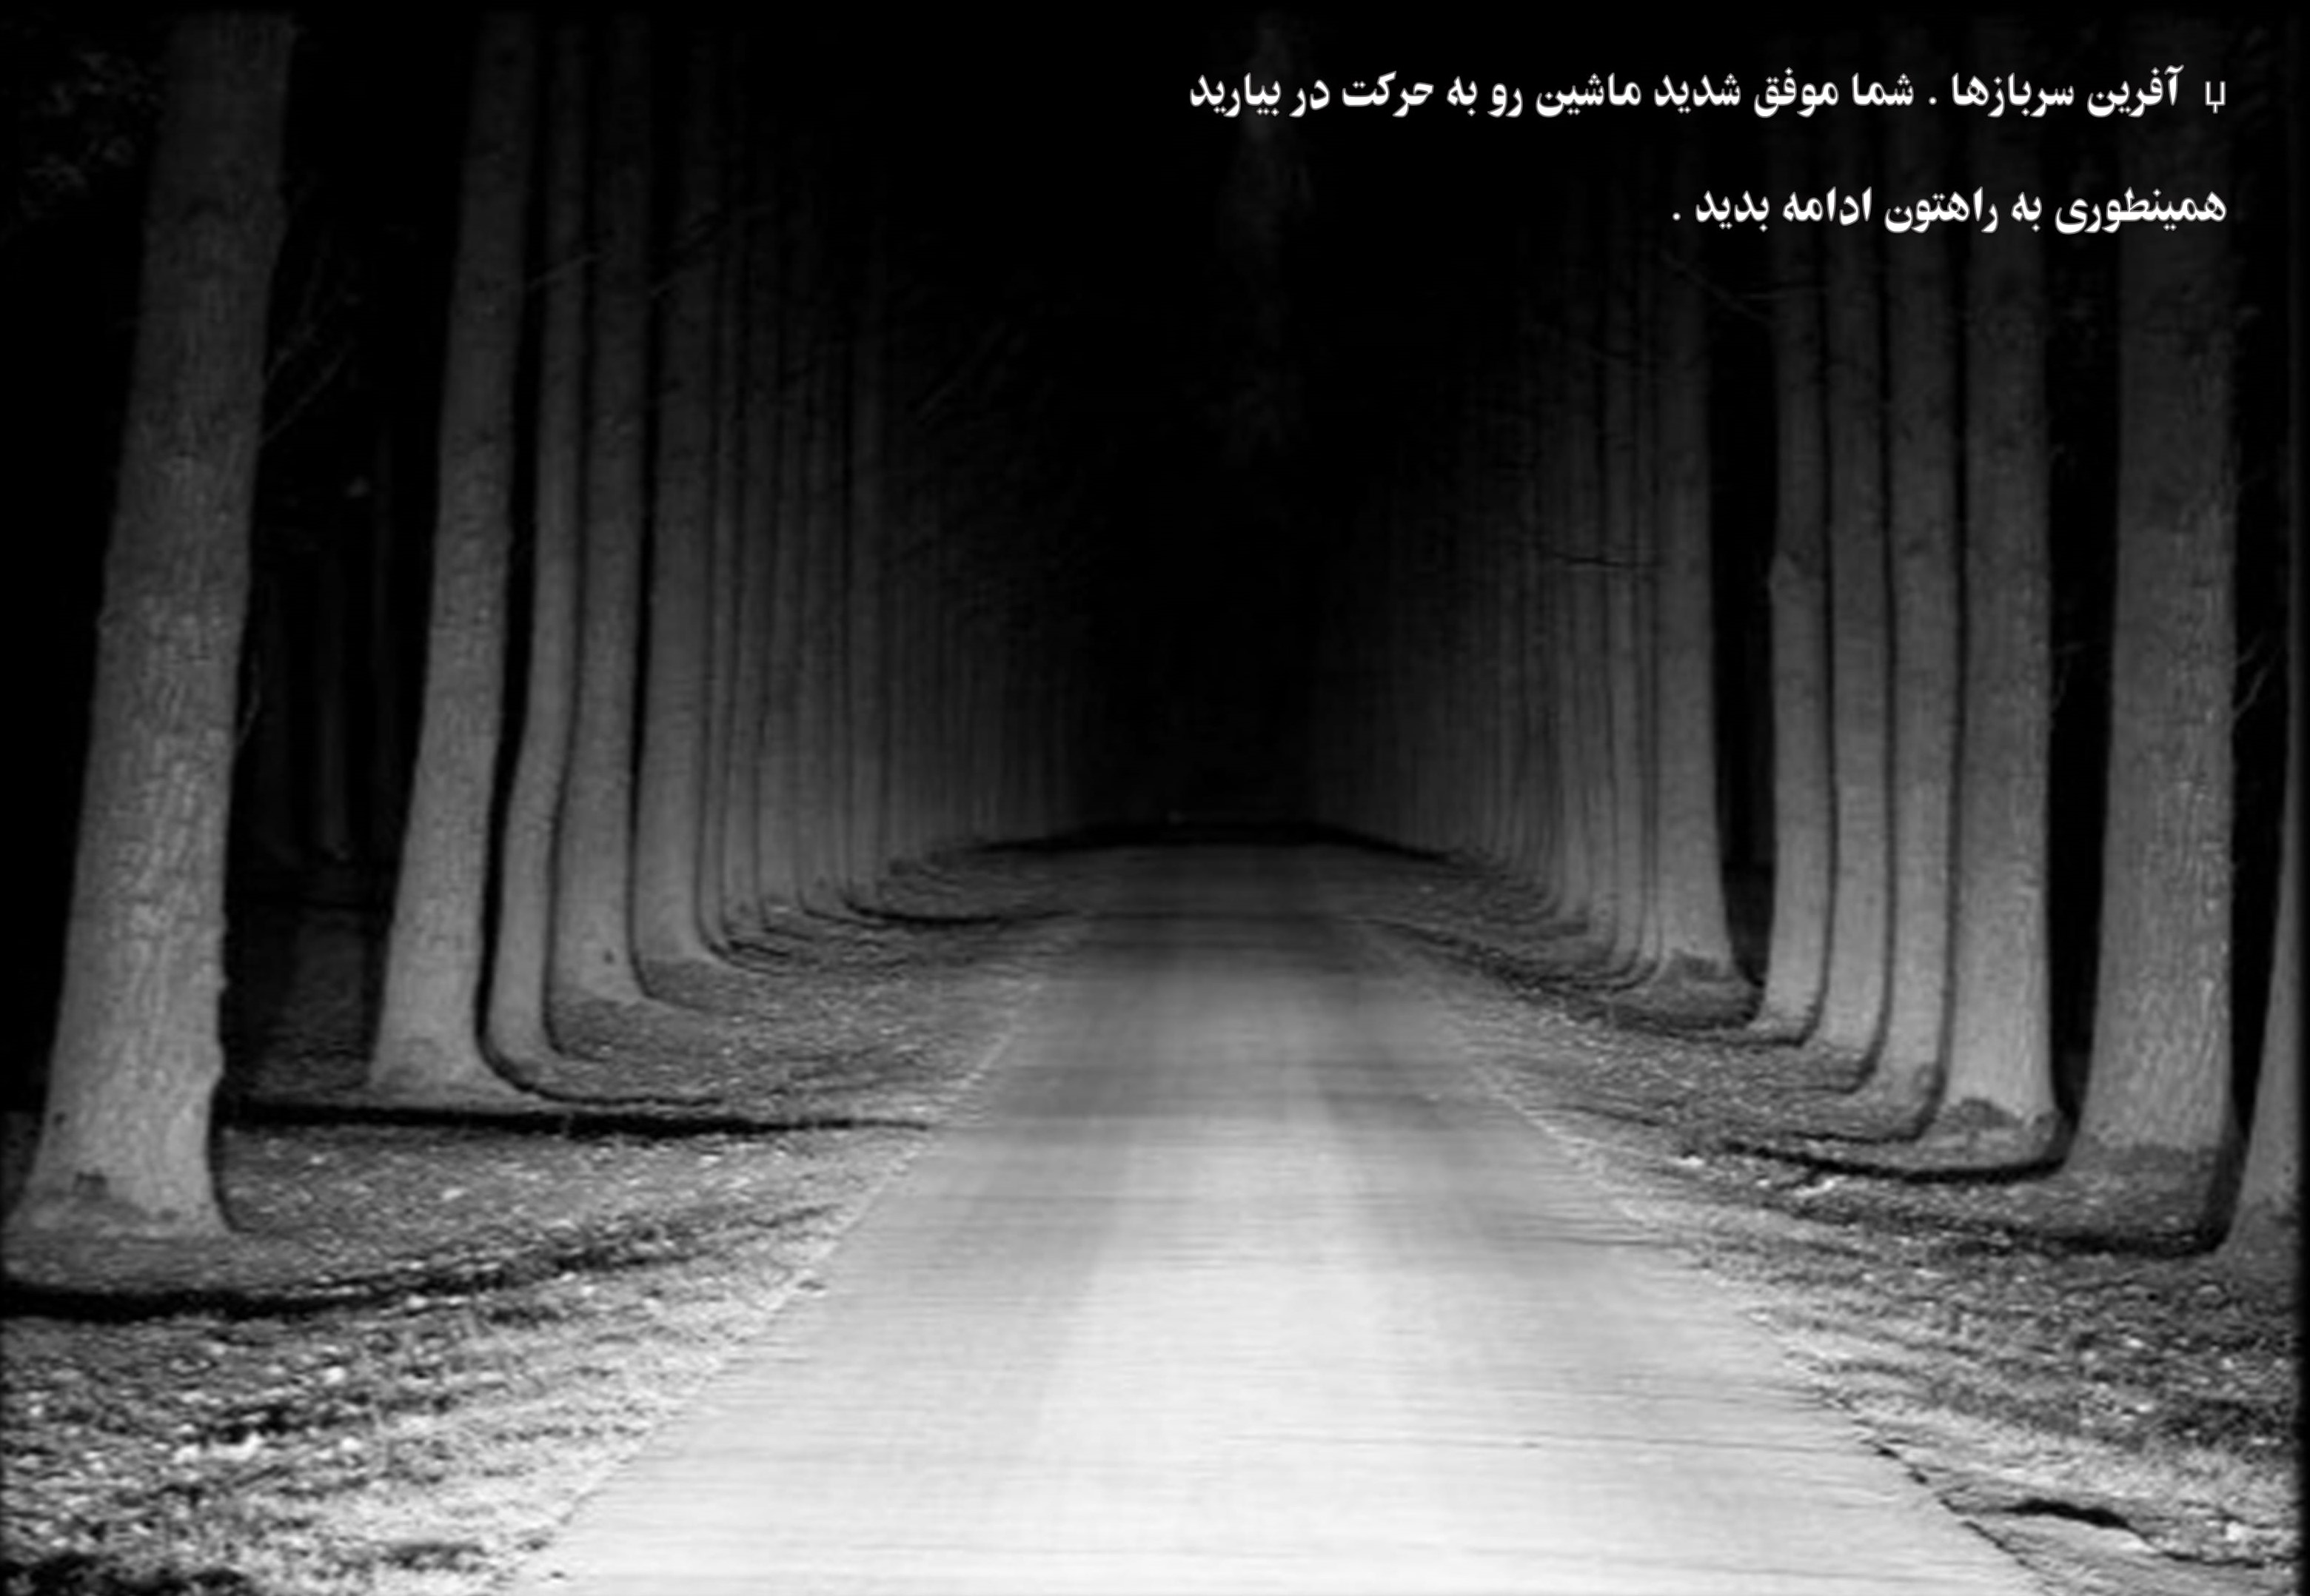 آفرین سربازها . شما موفق شدید ماشین رو به حرکت در بیارید
همینطوری به راهتون ادامه بدید .